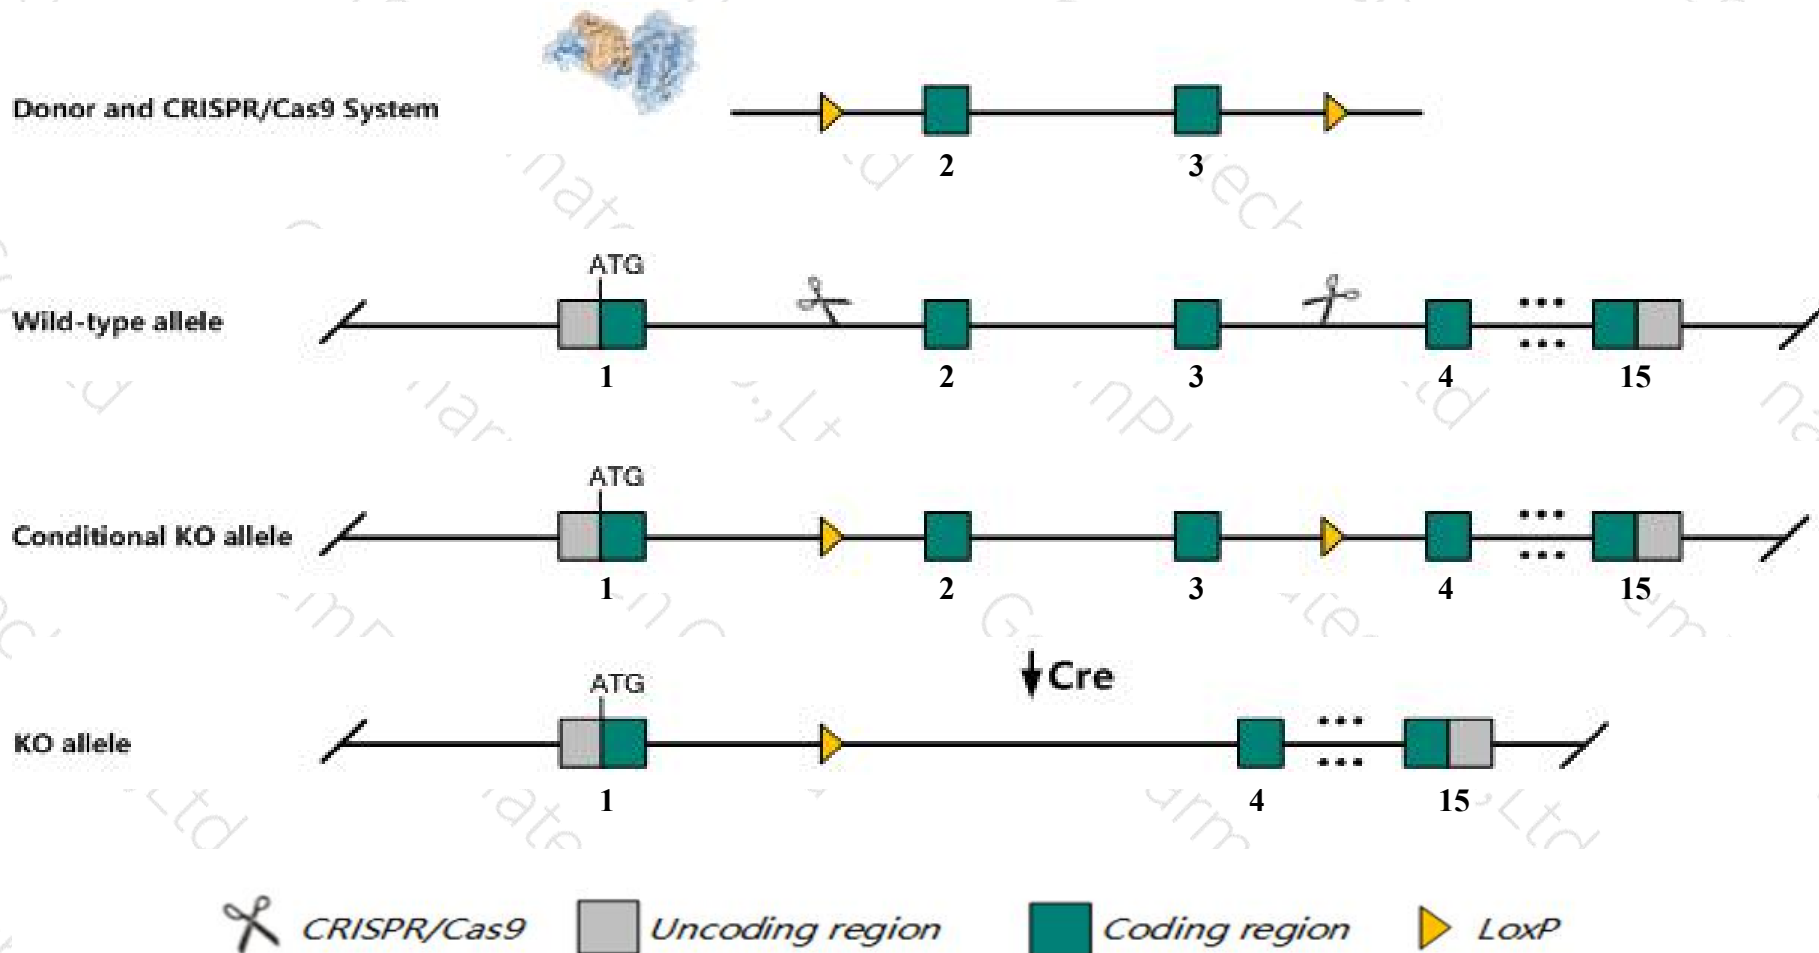 Donor and CRISPR/Cas9 System
2 3
ATG
Wild-type allele
••• •••
1 2 3 4 15
ATG
Conditional KO allele
••• •••
1 2 3 4 15
Cre
ATG
KO allele
••• •••
1 4 15
CRISPR/Cas9 Uncoding region Coding region LoxP